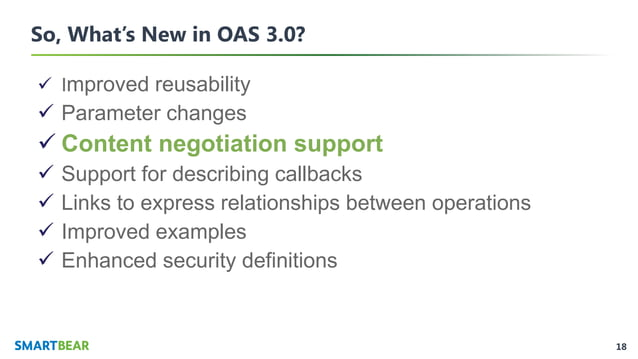 So, What's New in OAS 3.0?
✓ Improved reusability
✓ Parameter changes
✓ Content negotiation support
✓ Support for describing callbacks
✓ Links to express relationships between operations
✓ Improved examples
✓ Enhanced security definitions
SMARTBEAR
18